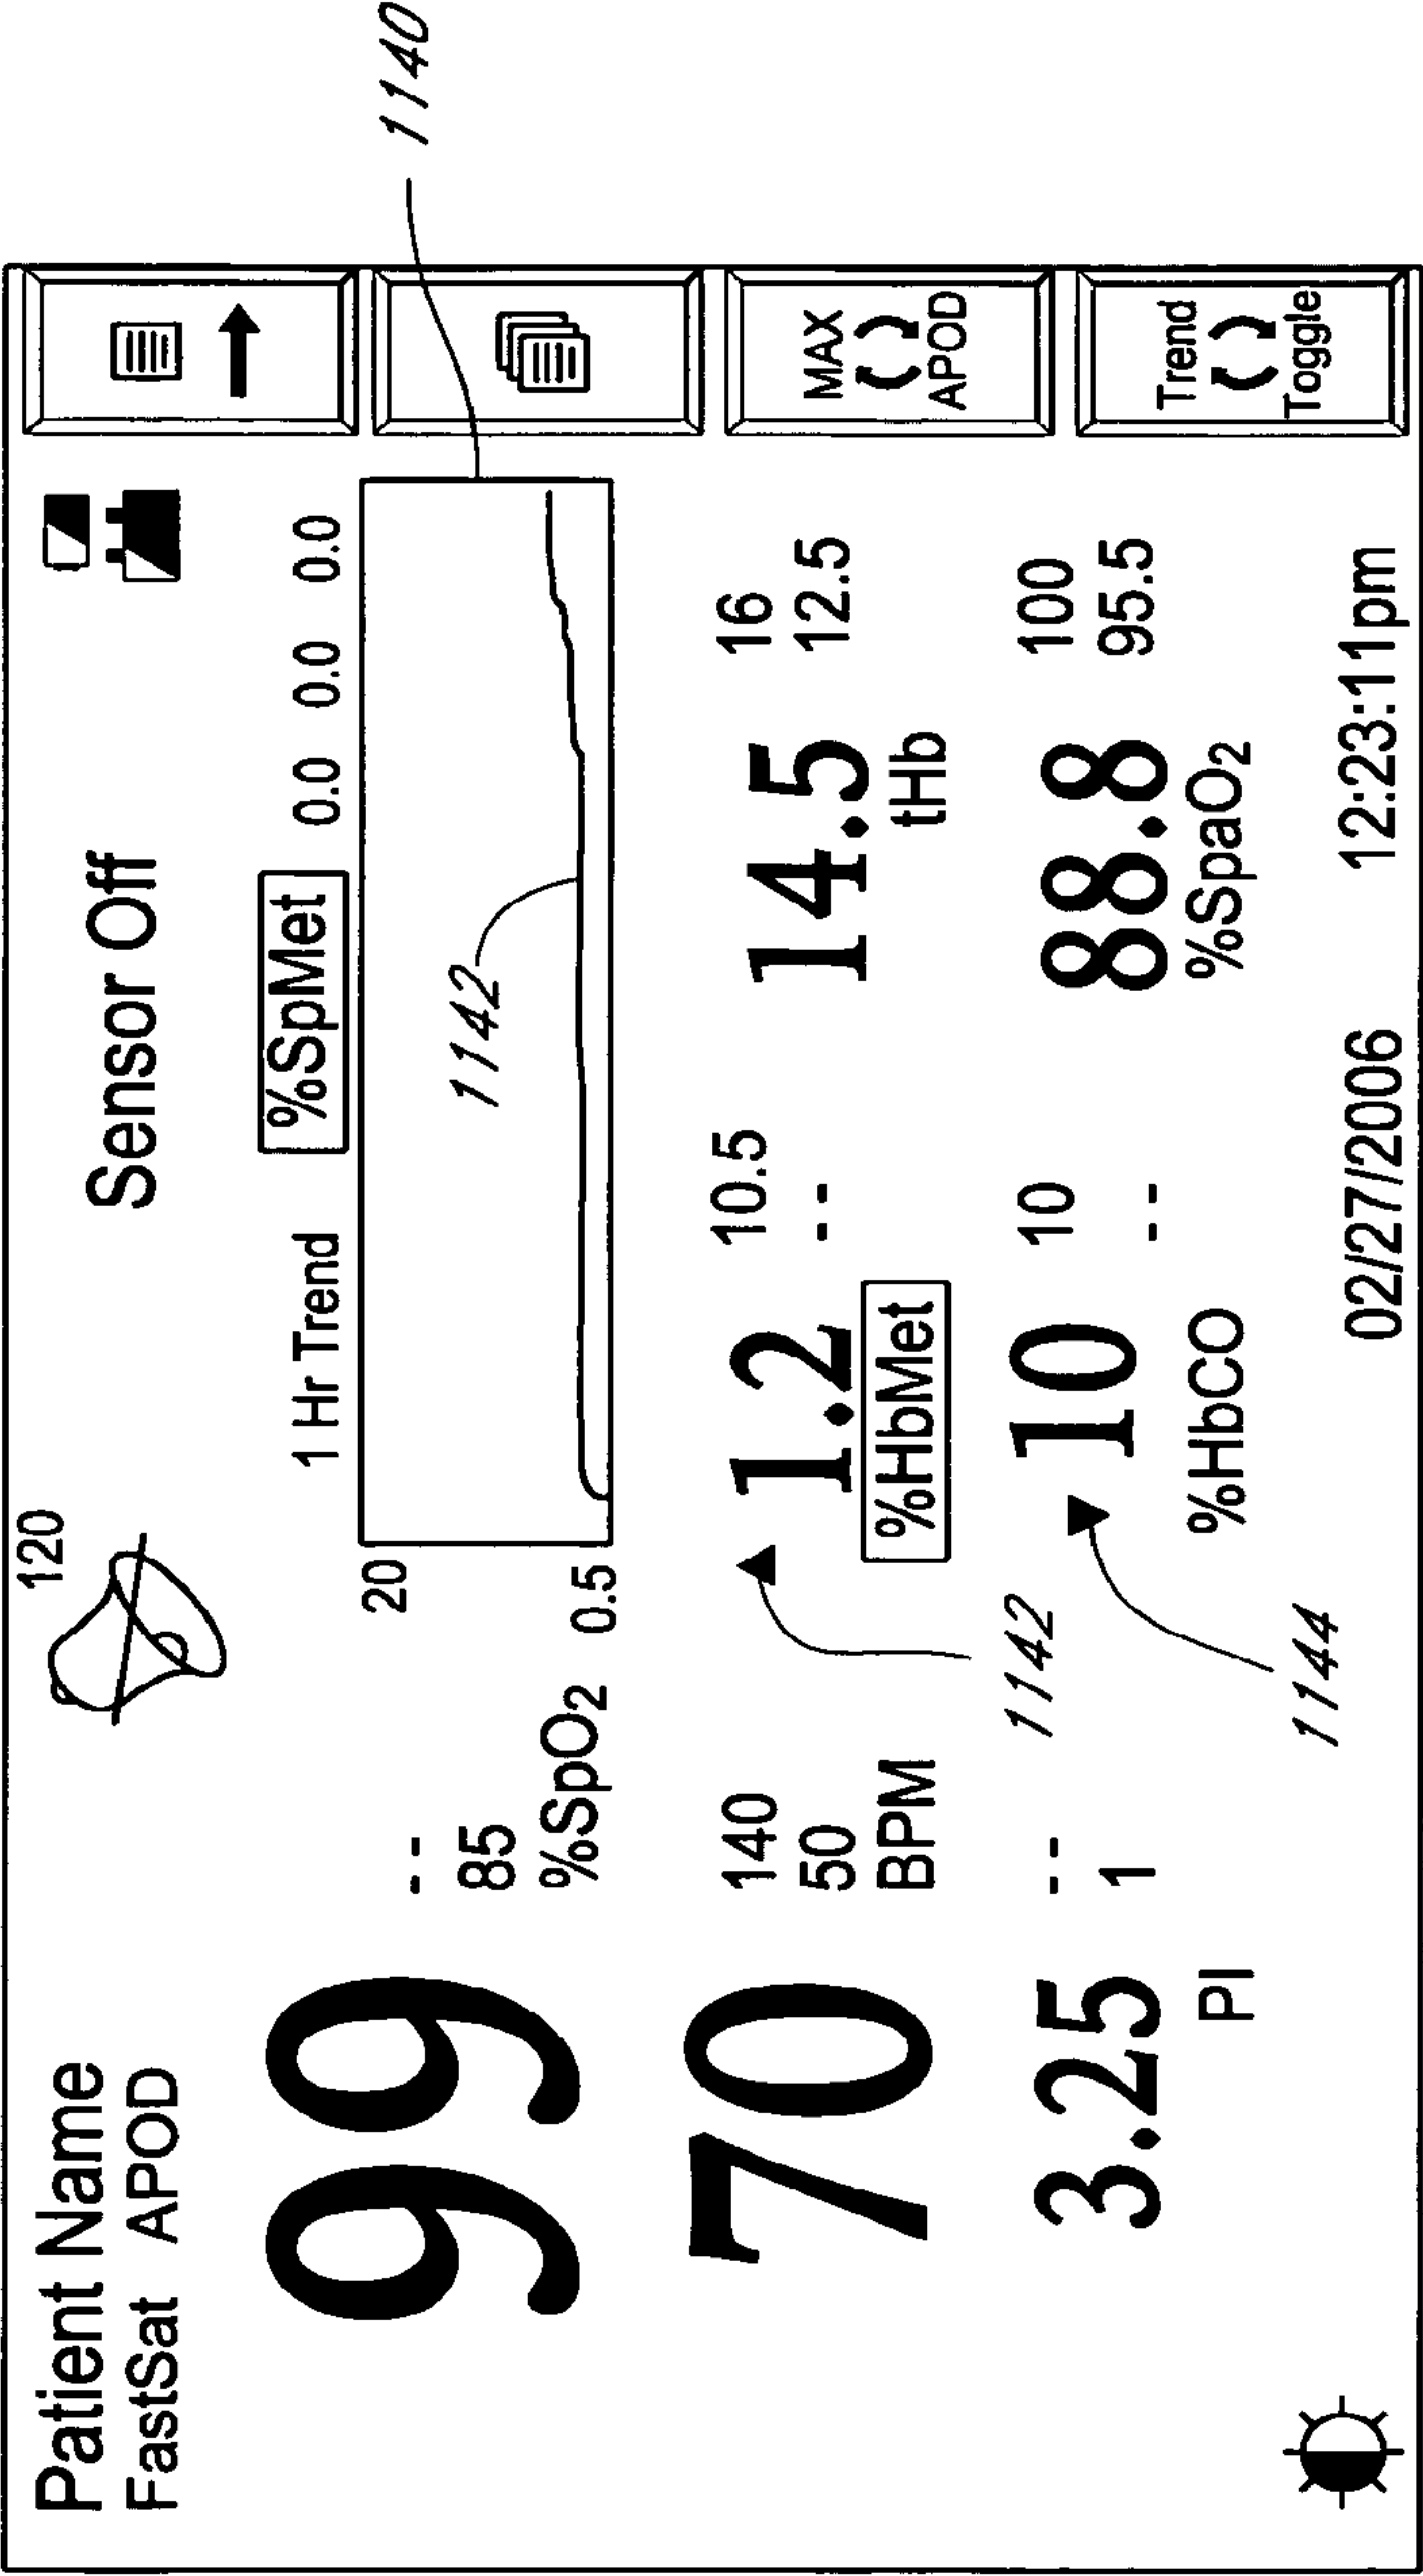 Patient Name
FastSat APOD
120
Sensor Off
99
- -
85
%SpO2
1 Hr Trend
%SpMet
0.0 0.0 0.0
20
0.5
1142
1140
70
140
50
BPM
1.2
10.5
- -
%HbMet
14.5
16
12.5
tHb
MAX
APOD
3.25
- -
1
PI
1142
10
10
- -
%HbCO
1144
88.8
100
95.5
%SpaO2
Trend
Toggle
02/27/2006
12:23:11pm